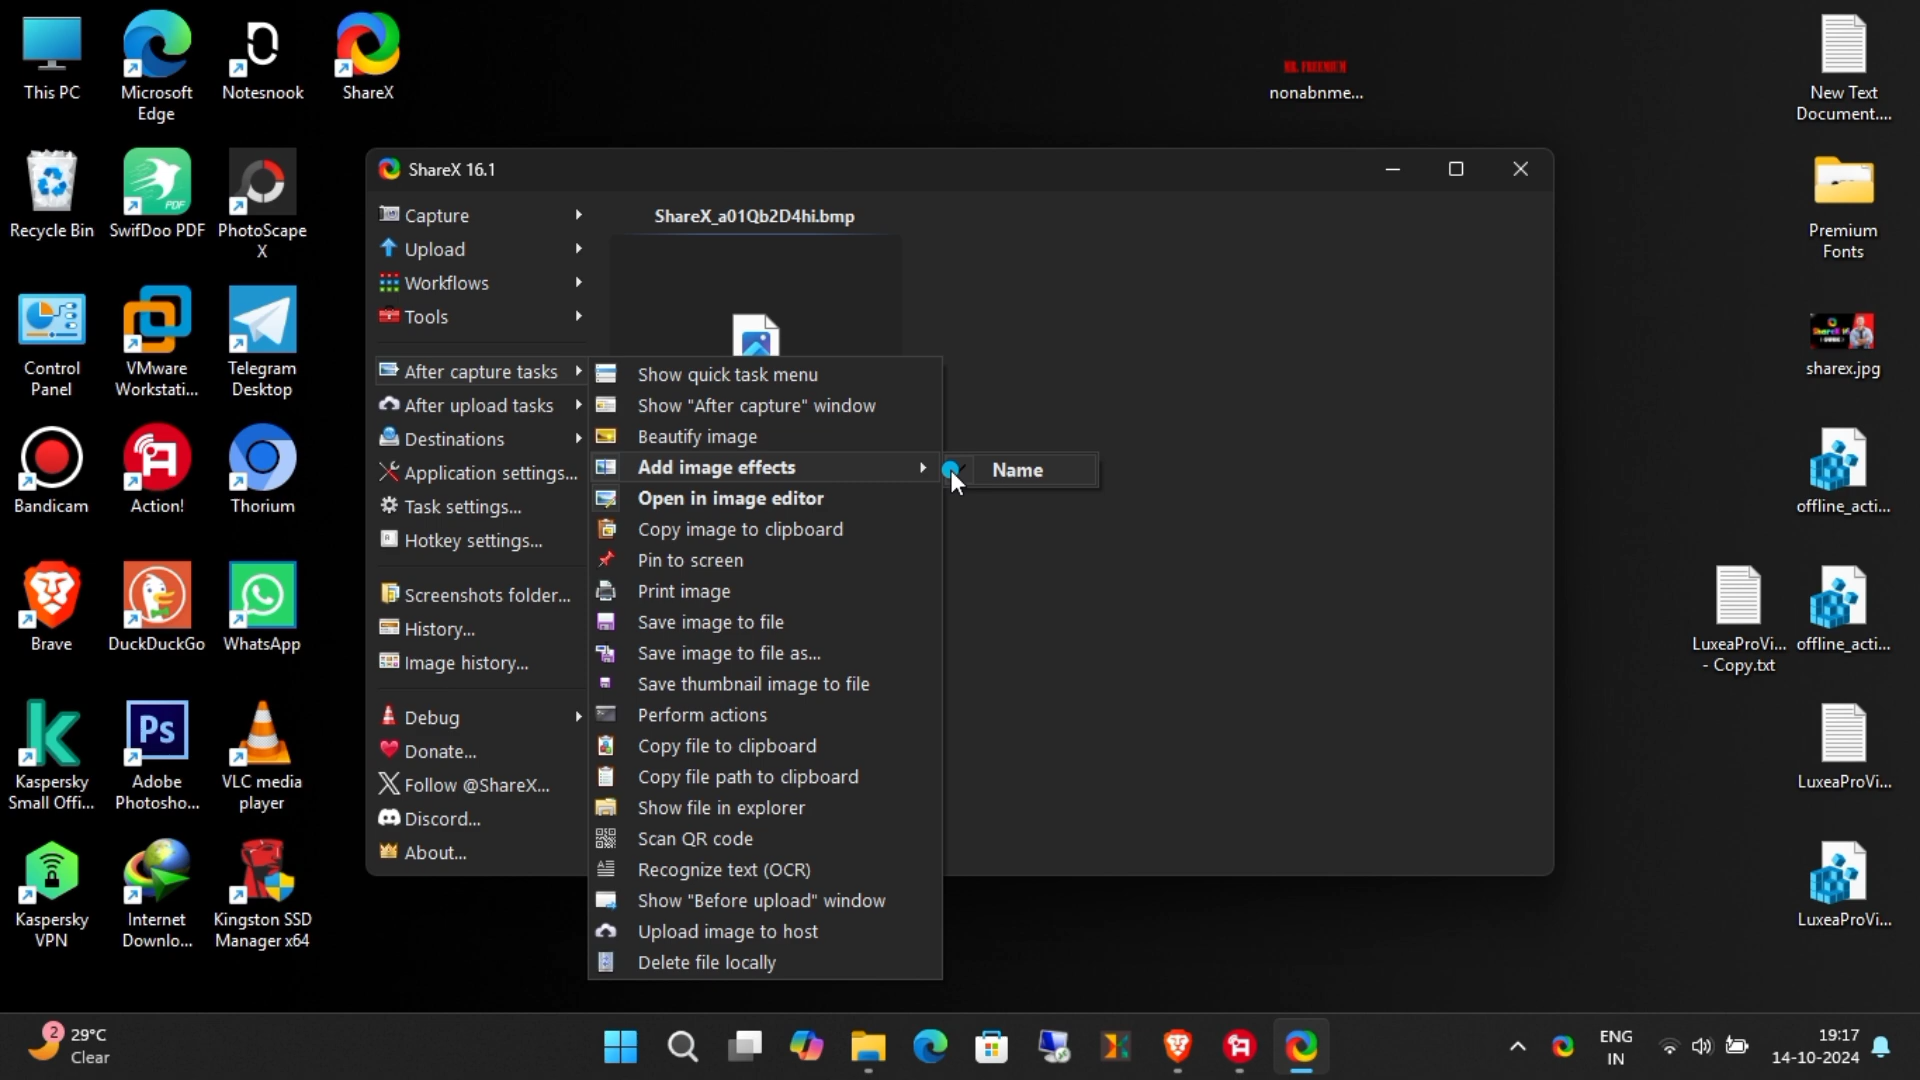 This PC
Microsoft
Edge
Notesnook
ShareX
nonabnme...
New Text
Document....
Recycle Bin
SwifDoo PDF
PDF
PhotoScape
X
Premium
Fonts
Control
Panel
VMware
Workstati...
Telegram
Desktop
sharex.jpg
Bandicam
Action!
Thorium
offline_acti...
Brave
DuckDuckGo
WhatsApp
LuxeaProVi...
- Copy.txt
offline_acti...
Kaspersky
Small Offi...
Ps
Adobe
Photosho...
VLC media
player
LuxeaProVi...
Kaspersky
VPN
Internet
Downlo...
Kingston SSD
Manager x64
LuxeaProVi...
ShareX 16.1
Capture
Upload
Workflows
Tools
After capture tasks
After upload tasks
Destinations
Application settings...
Task settings...
Hotkey settings...
Screenshots folder...
History...
Image history...
Debug
Donate...
Follow @ShareX...
Discord...
About...
ShareX_a01Qb2D4hi.bmp
Show quick task menu
Show "After capture" window
Beautify image
Add image effects
Open in image editor
Copy image to clipboard
Pin to screen
Print image
Save image to file
Save image to file as...
Save thumbnail image to file
Perform actions
Copy file to clipboard
Copy file path to clipboard
Show file in explorer
Scan QR code
Recognize text (OCR)
Show "Before upload" window
Upload image to host
Delete file locally
Name
2
29°C
Clear
ENG
IN
19:17
14-10-2024